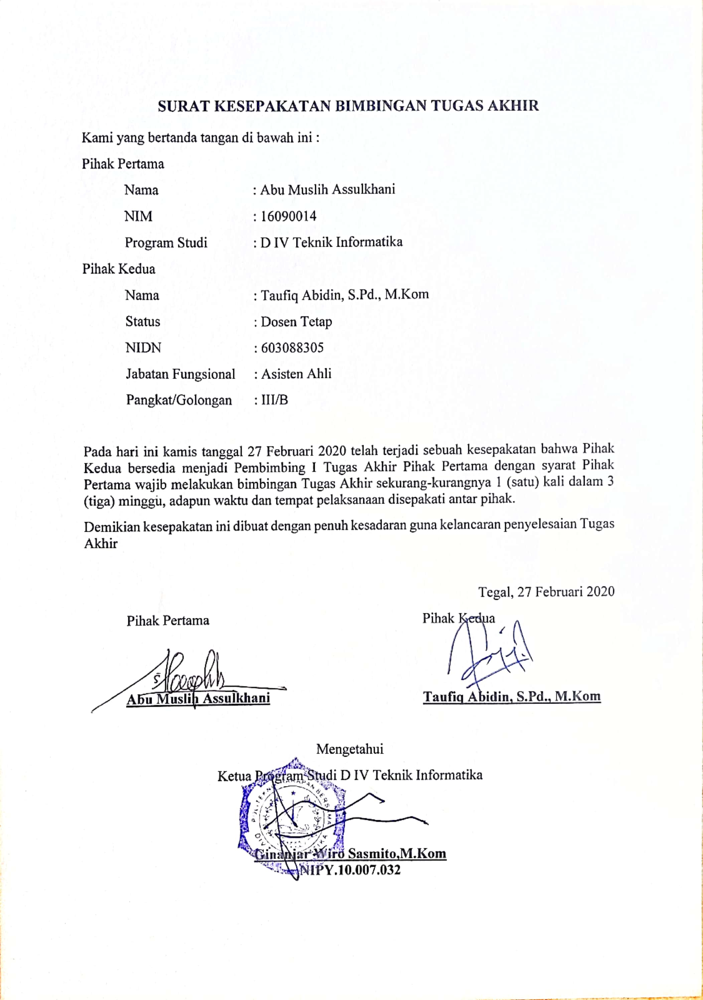 SURAT KESEPAKATAN BIMBINGAN TUGAS AKHIR
Kami yang bertanda tangan di bawah ini :
Pihak Pertama
Nama : Abu Muslih Assulkhani
NIM : 16090014
Program Studi : D IV Teknik Informatika
Pihak Kedua
Nama : Taufiq Abidin, S.Pd., M.Kom
Status : Dosen Tetap
NIDN : 603088305
Jabatan Fungsional : Asisten Ahli
Pangkat/Golongan : III/B
Pada hari ini kamis tanggal 27 Februari 2020 telah terjadi sebuah kesepakatan bahwa Pihak
Kedua bersedia menjadi Pembimbing I Tugas Akhir Pihak Pertama dengan syarat Pihak
Pertama wajib melakukan bimbingan Tugas Akhir sekurang-kurangnya 1 (satu) kali dalam 3
(tiga) minggu, adapun waktu dan tempat pelaksanaan disepakati antar pihak.
Demikian kesepakatan ini dibuat dengan penuh kesadaran guna kelancaran penyelesaian Tugas
Akhir
Tegal, 27 Februari 2020
Pihak Pertama
Pihak Kedua
Abu Muslih Assulkhani
Taufiq Abidin, S.Pd., M.Kom
Mengetahui
Ketua Program Studi D IV Teknik Informatika
Ginanjar Wiro Sasmito,M.Kom
NIPY.10.007.032